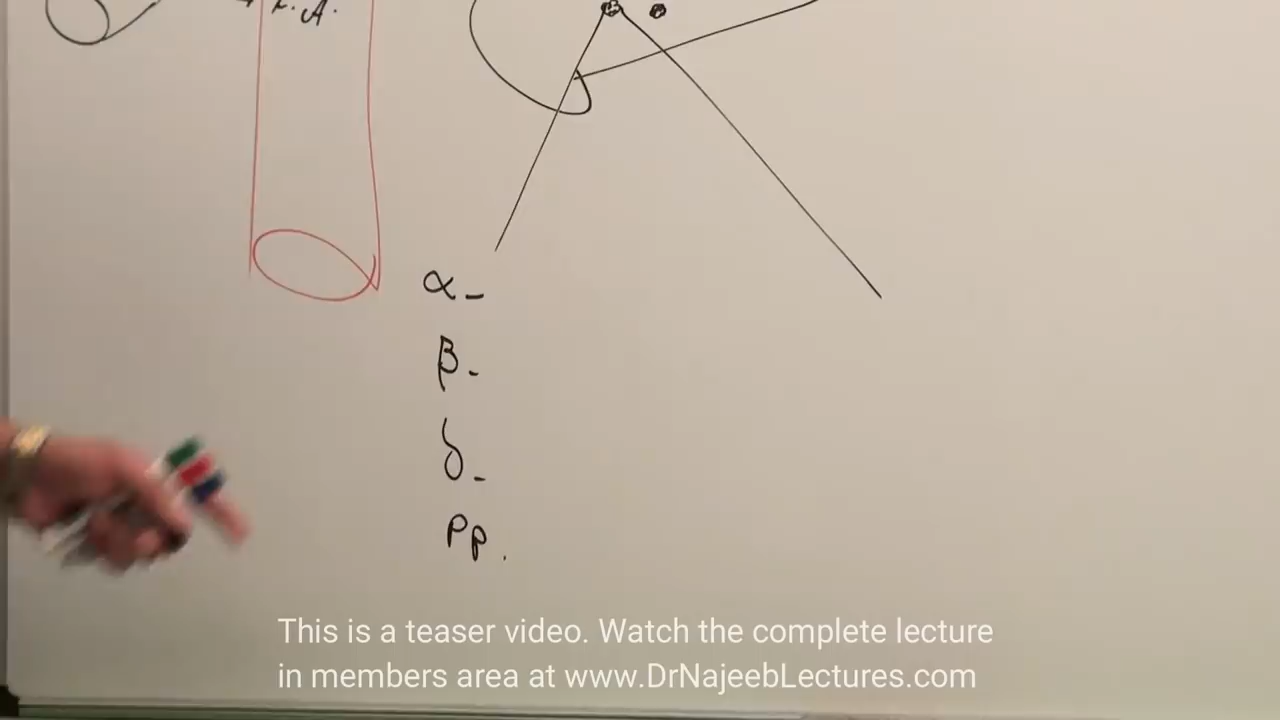 α-
β-
δ-
PP.
This is a teaser video. Watch the complete lecture
in members area at www.DrNajeebLectures.com